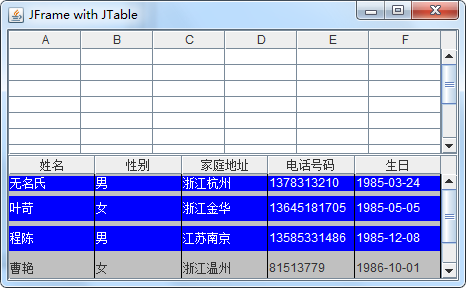 JFrame with JTable
A B C D E F
姓名 性别 家庭地址 电话号码 生日
无名氏 男 浙江杭州 1378313210 1985-03-24
叶苛 女 浙江金华 13645181705 1985-05-05
程陈 男 江苏南京 13585331486 1985-12-08
曹艳 女 浙江温州 81513779 1986-10-01